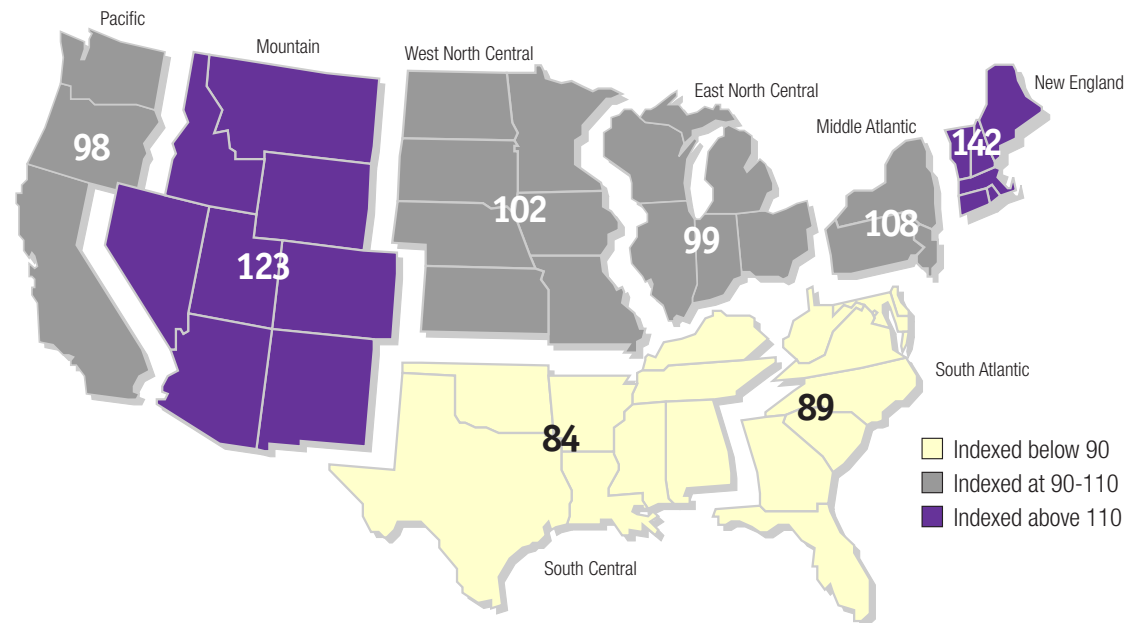 Pacific
Mountain
West North Central
East North Central
New England
Middle Atlantic
98
142
102
108
99
123
South Atlantic
89
84
Indexed below 90
Indexed at 90-110
Indexed above 110
South Central